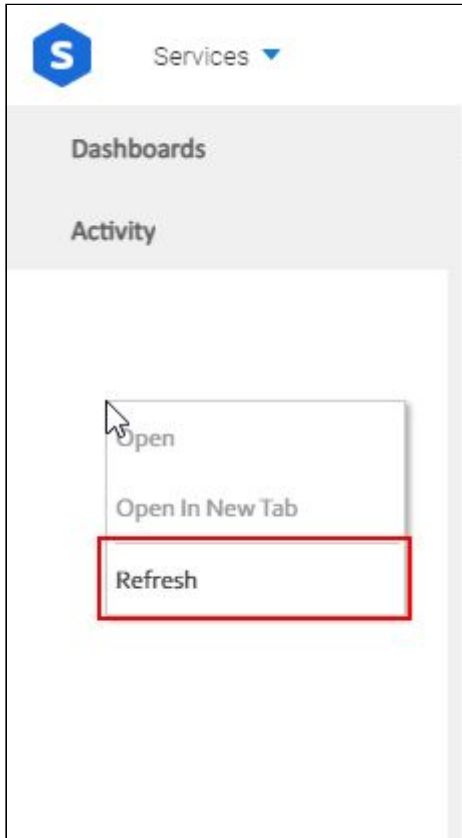 S
Services
Dashboards
Activity
Open
Open In New Tab
Refresh